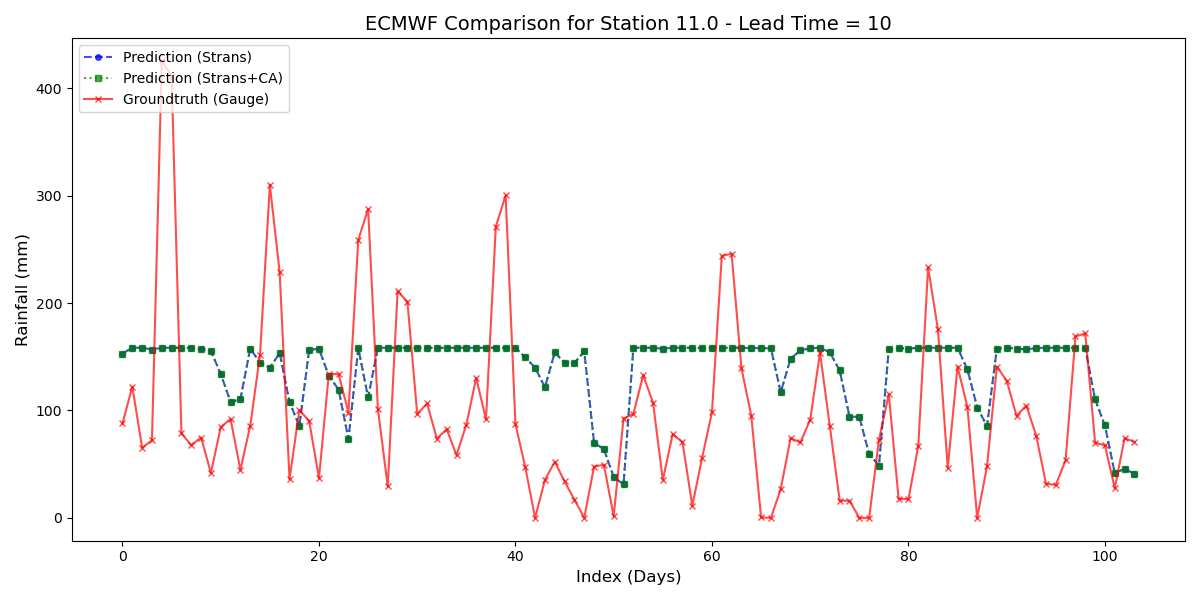 ECMWF Comparison for Station 11.0 - Lead Time = 10
Prediction (Strans)
Prediction (Strans+CA)
Groundtruth (Gauge)
Rainfall (mm)
400
300
200
100
0
0 20 40 60 80 100
Index (Days)